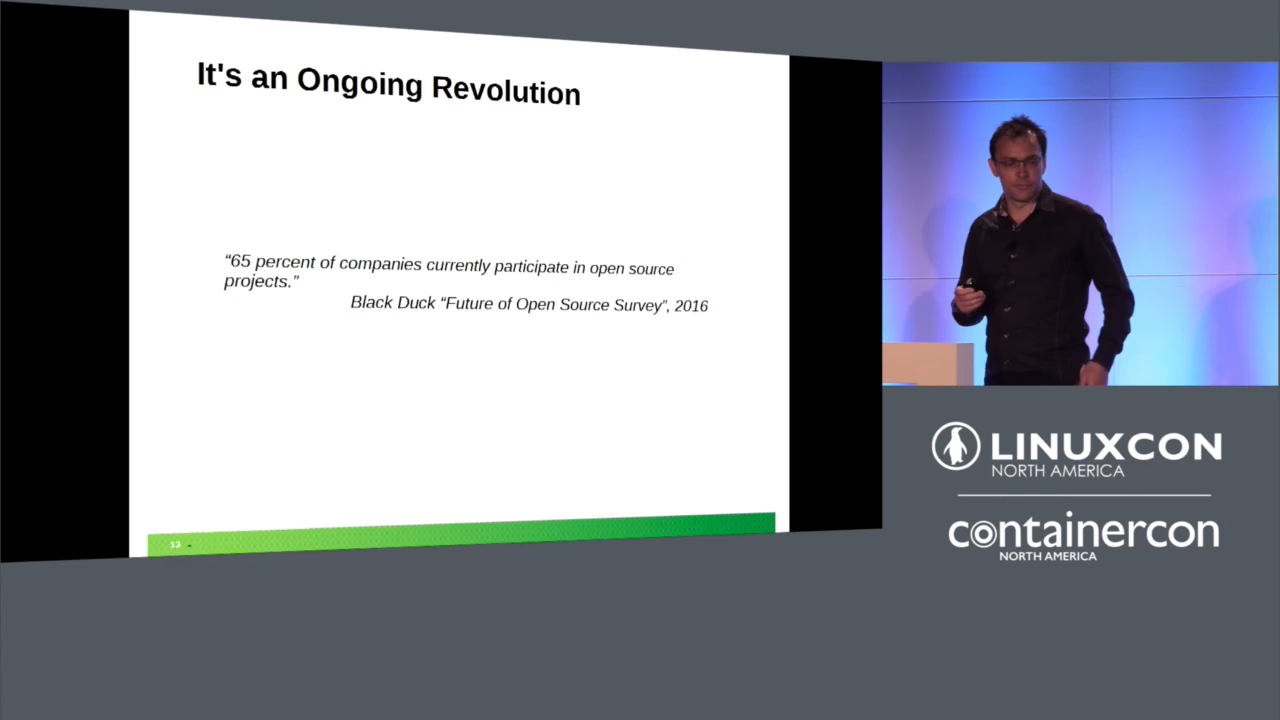 It's an Ongoing Revolution
“65 percent of companies currently participate in open source
projects.”
Black Duck “Future of Open Source Survey”, 2016
13
LINUXCON
NORTH AMERICA
containercon
NORTH AMERICA